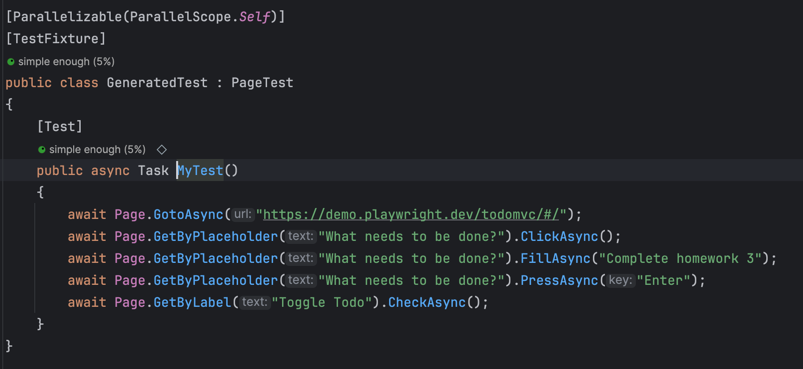 [Parallelizable(ParallelScope.Self)]
[TestFixture]
simple enough (5%)
public class GeneratedTest : PageTest
{
[Test]
simple enough (5%)
public async Task MyTest()
{
await Page.GotoAsync( url: "https://demo.playwright.dev/todomvc/#/");
await Page.GetByPlaceholder( text: "What needs to be done?").ClickAsync();
await Page.GetByPlaceholder( text: "What needs to be done?").FillAsync("Complete homework 3");
await Page.GetByPlaceholder( text: "What needs to be done?").PressAsync( key: "Enter");
await Page.GetByLabel( text: "Toggle Todo").CheckAsync();
}
}